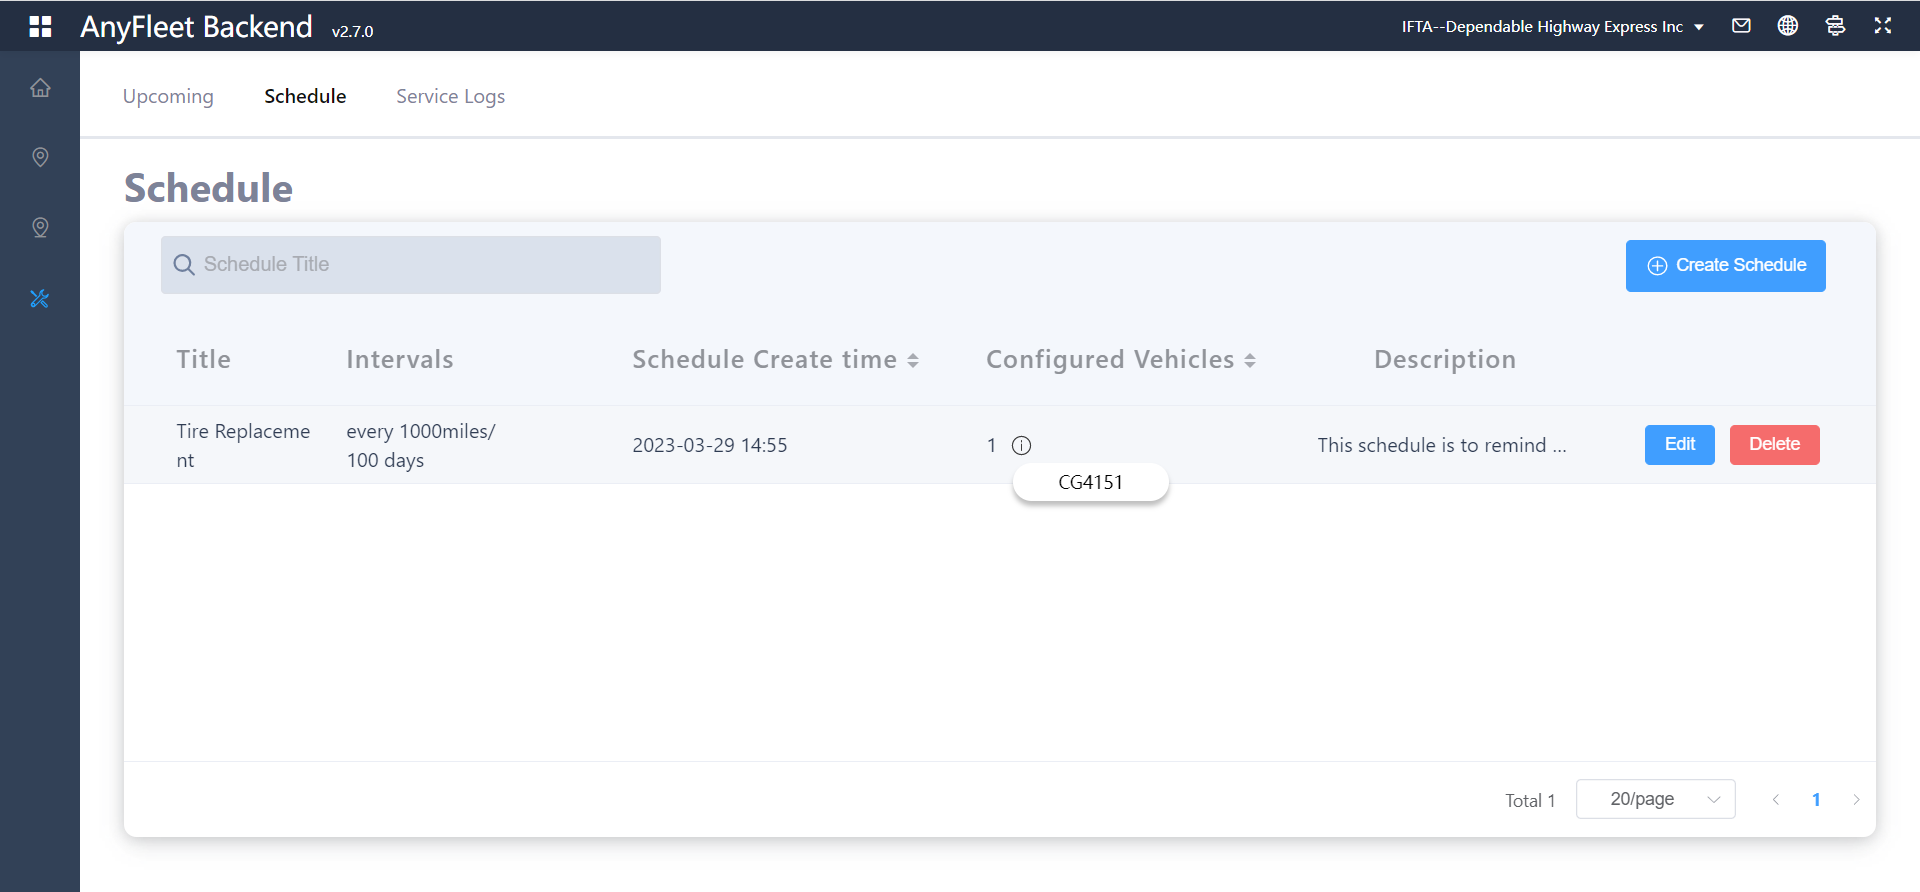 AnyFleet Backend v2.7.0
IFTA--Dependable Highway Express Inc
Upcoming Schedule Service Logs
Schedule
Schedule Title
Create Schedule
Title Intervals Schedule Create time Configured Vehicles Description
Tire Replaceme
nt
every 1000miles/
100 days
2023-03-29 14:55
1
This schedule is to remind ...
Edit Delete
CG4151
Total 1 20/page 1